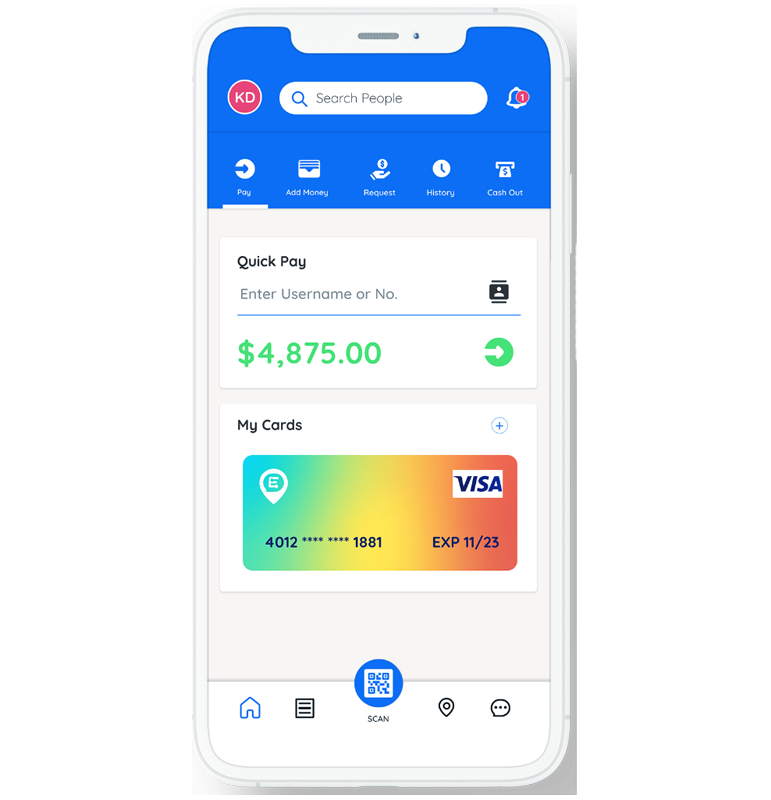 KD
Search People
1
Pay
Add Money
Request
History
Cash Out
Quick Pay
Enter Username or No.
$4,875.00
My Cards
E
VISA
4012 **** **** 1881
EXP 11/23
SCAN